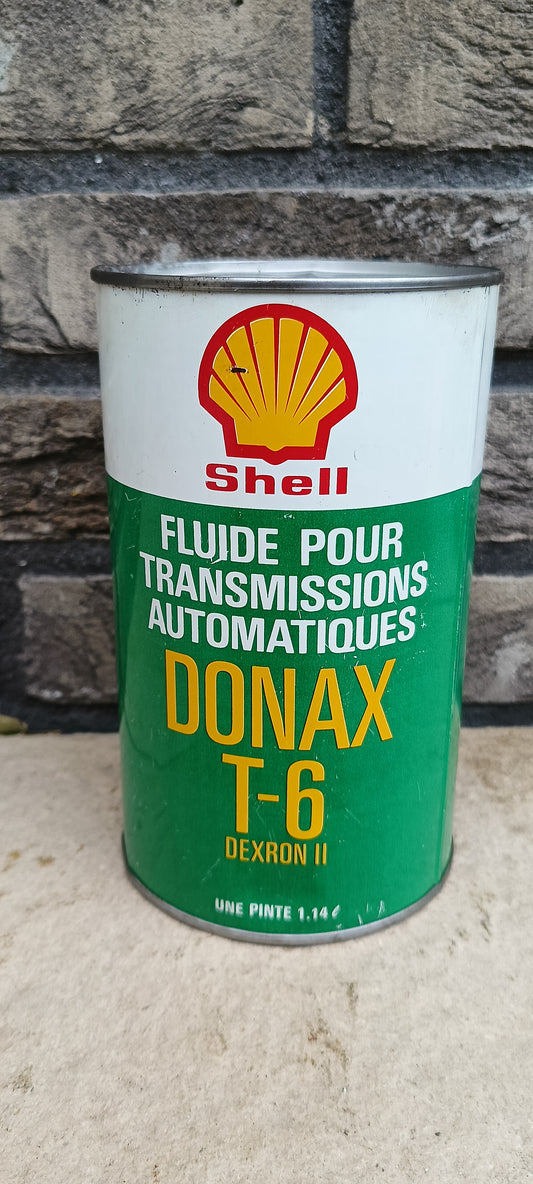 Shell
FLUIDE POUR
TRANSMISSIONS
AUTOMATIQUES
DONAX
T-6
DEXRON II
UNE PINTE 1.14 ℓ